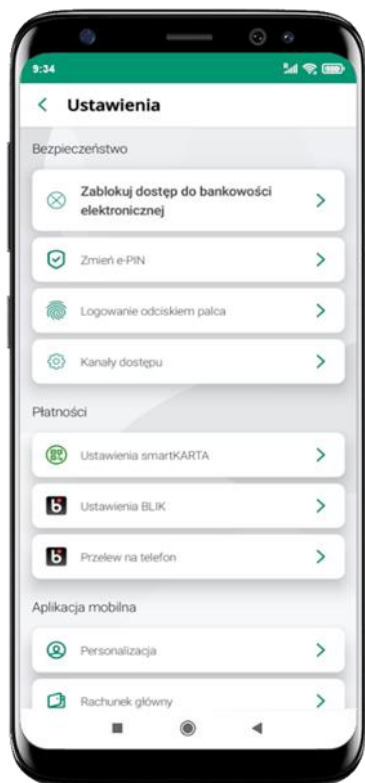 9:34
Ustawienia
Bezpieczeństwo
Zablokuj dostęp do bankowości
elektronicznej
Zmień e-PIN
Logowanie odciskiem palca
Kanały dostępu
Płatności
Ustawienia smartKARTA
Ustawienia BLIK
Przelew na telefon
Aplikacja mobilna
Personalizacja
Rachunek główny